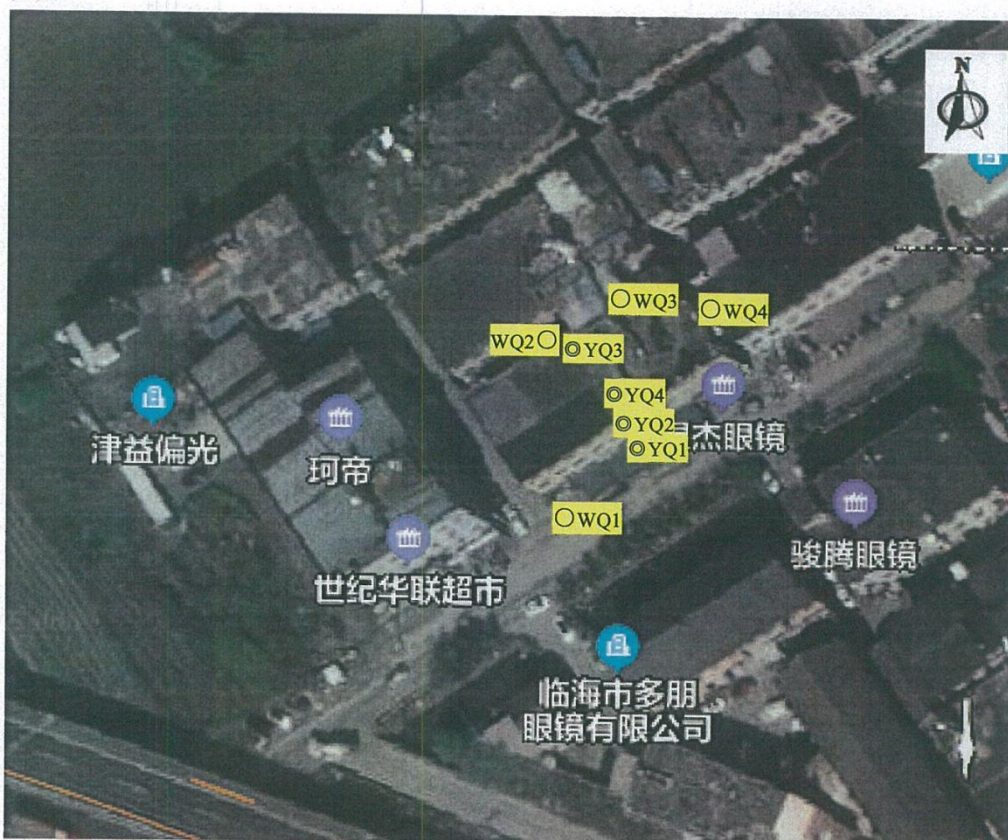 N
○WQ3
○WQ4
WQ2○
◎YQ3
◎YQ4
◎YQ2
杰眼镜
◎YQ1
津益偏光
珂帝
○WQ1
骏腾眼镜
世纪华联超市
临海市多朋
眼镜有限公司